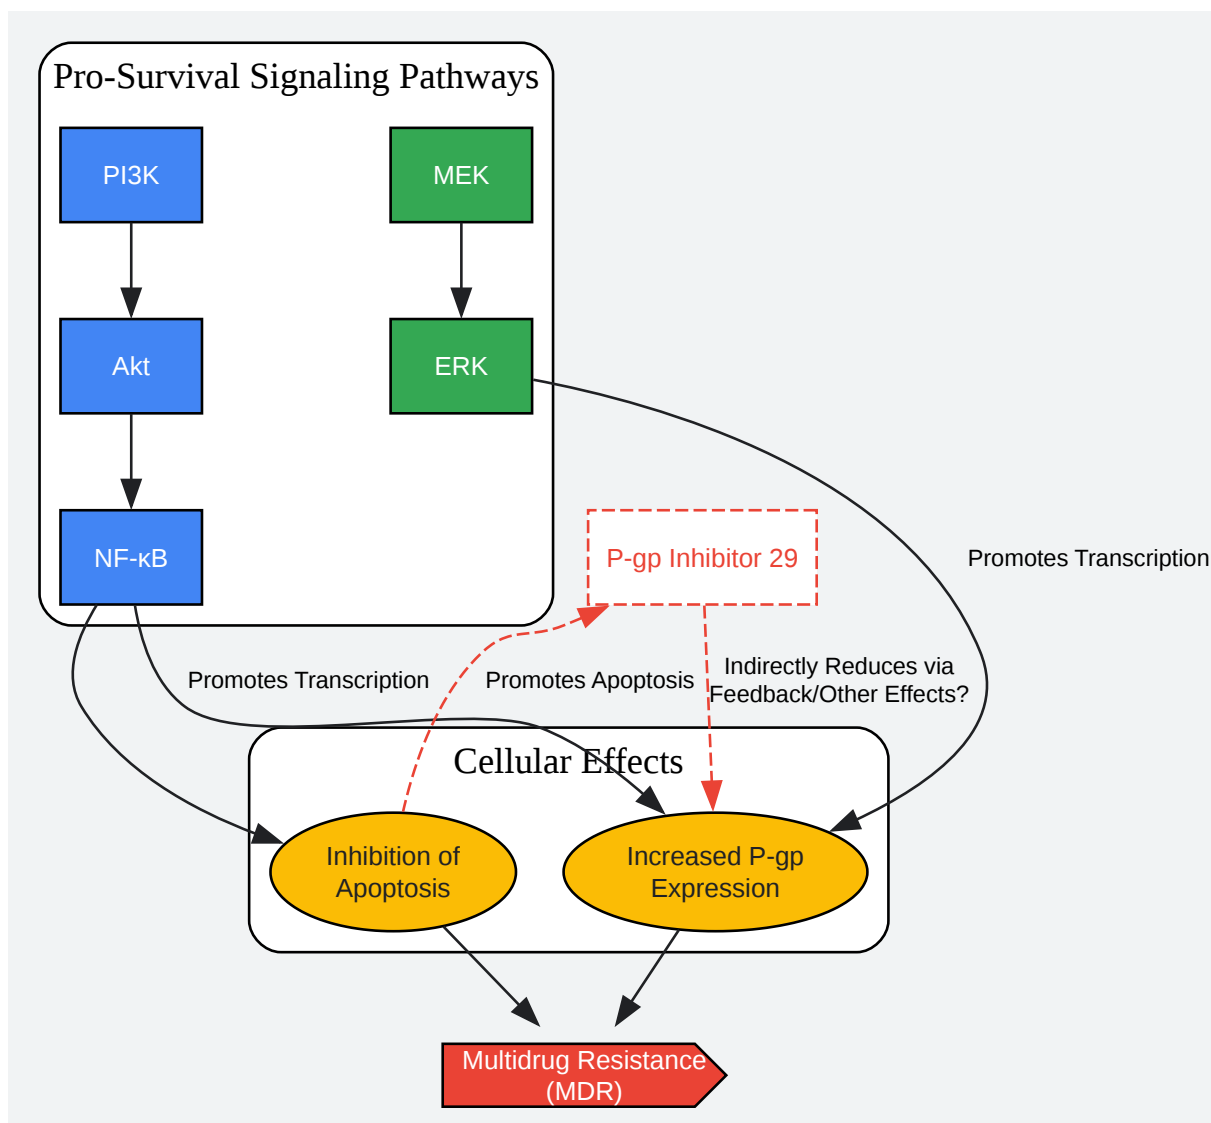 Pro-Survival Signaling Pathways
PI3K
MEK
Akt
ERK
NF-κB
P-gp Inhibitor 29
Promotes Transcription
Promotes Transcription
Promotes Apoptosis
Indirectly Reduces via
Feedback/Other Effects?
Cellular Effects
Inhibition of
Apoptosis
Increased P-gp
Expression
Multidrug Resistance
(MDR)